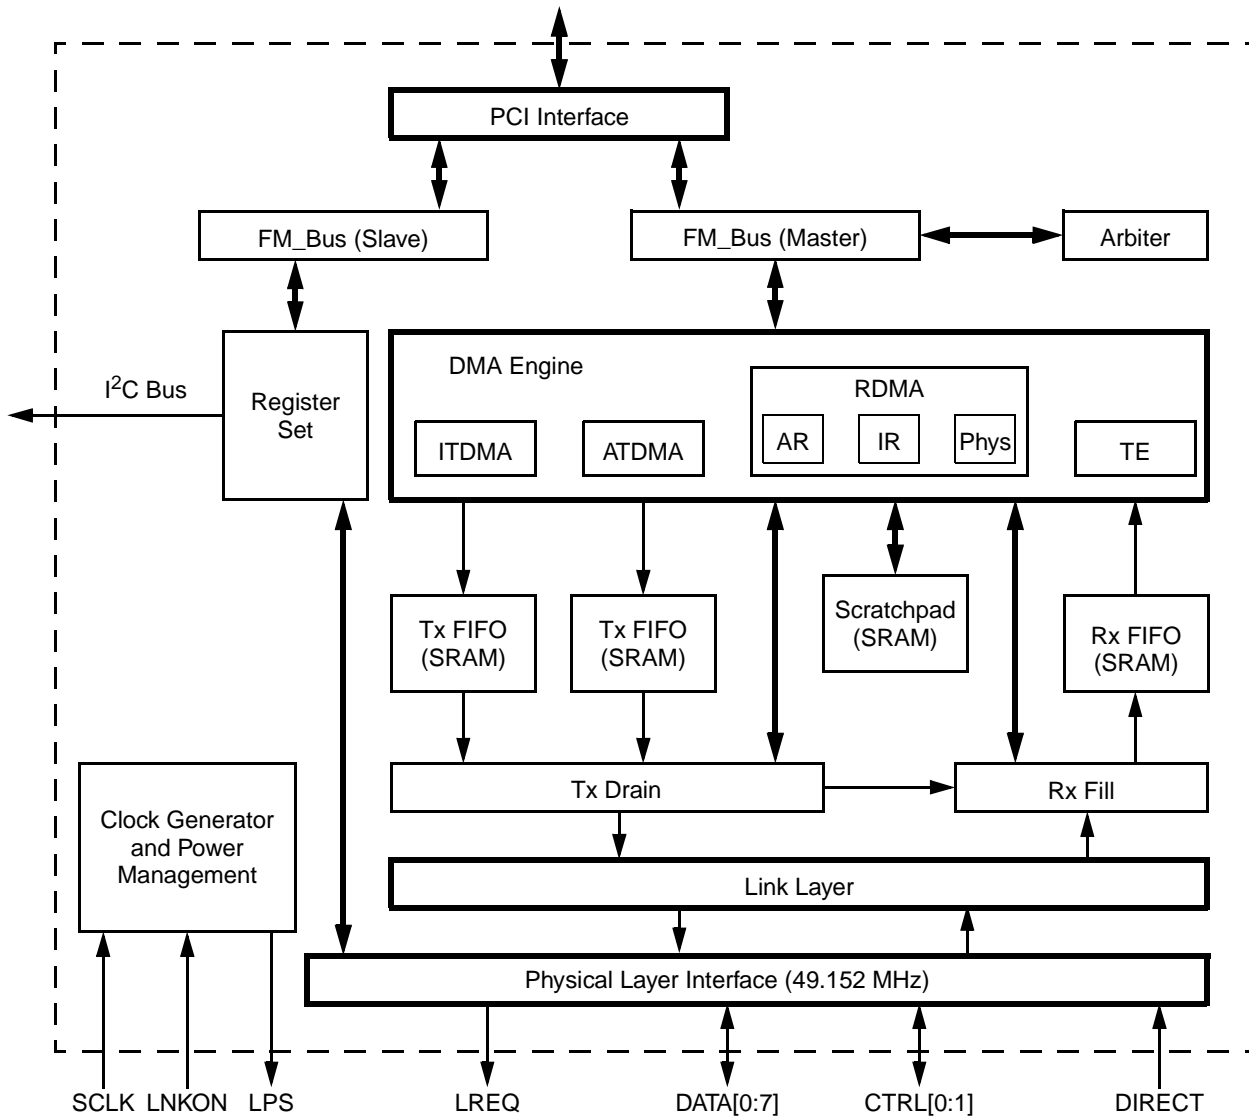 PCI Interface
FM_Bus (Slave)
FM_Bus (Master)
Arbiter
I²C Bus
Register
Set
DMA Engine
RDMA
ITDMA
ATDMA
AR
IR
Phys
TE
Tx FIFO
(SRAM)
Tx FIFO
(SRAM)
Scratchpad
(SRAM)
Rx FIFO
(SRAM)
Clock Generator
and Power
Management
Tx Drain
Rx Fill
Link Layer
Physical Layer Interface (49.152 MHz)
SCLK
LNKON
LPS
LREQ
DATA[0:7]
CTRL[0:1]
DIRECT